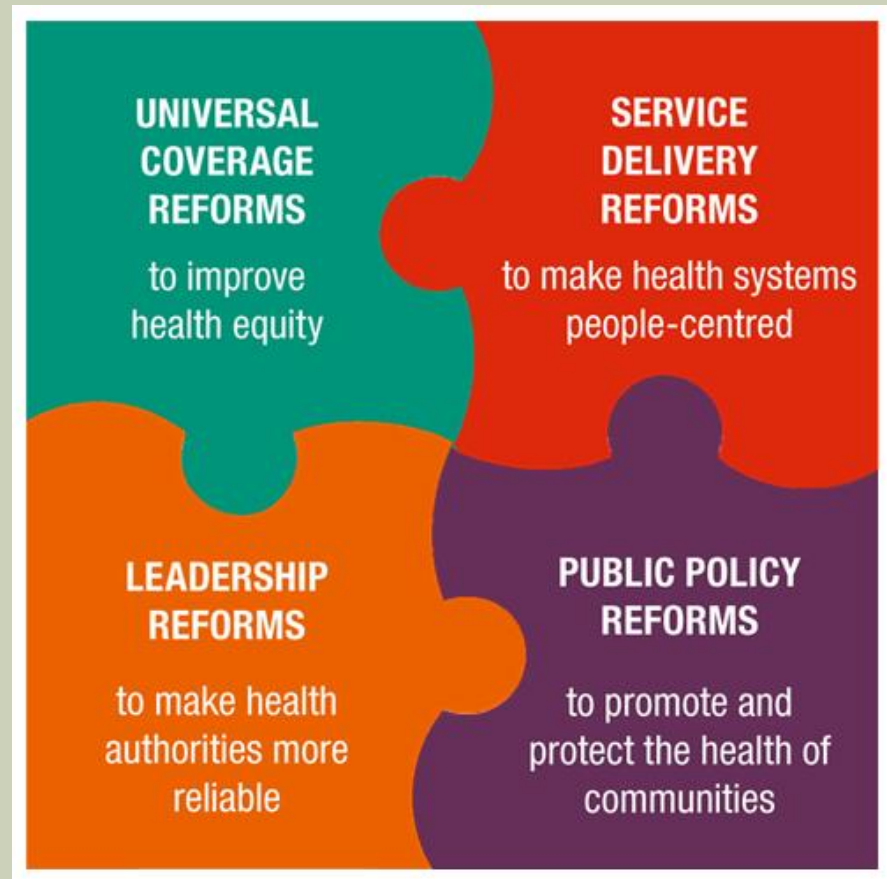 UNIVERSAL
COVERAGE
REFORMS
to improve
health equity
SERVICE
DELIVERY
REFORMS
to make health systems
people-centred
LEADERSHIP
REFORMS
to make health
authorities more
reliable
PUBLIC POLICY
REFORMS
to promote and
protect the health of
communities